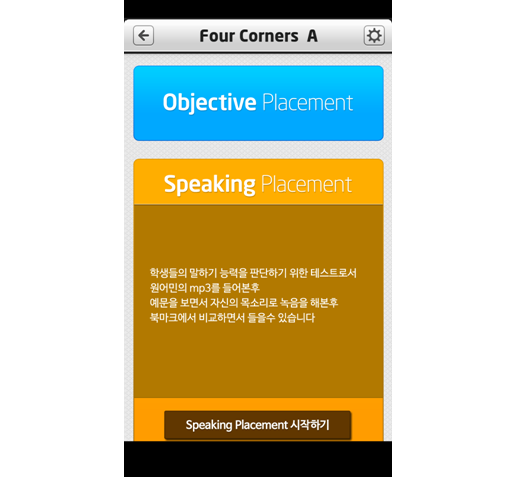 Four Corners A
Objective Placement
Speaking Placement
학생들의 말하기 능력을 판단하기 위한 테스트로서
원어민의 mp3를 들어본후
예문을 보면서 자신의 목소리로 녹음을 해본후
북마크에서 비교하면서 들을수 있습니다
Speaking Placement 시작하기